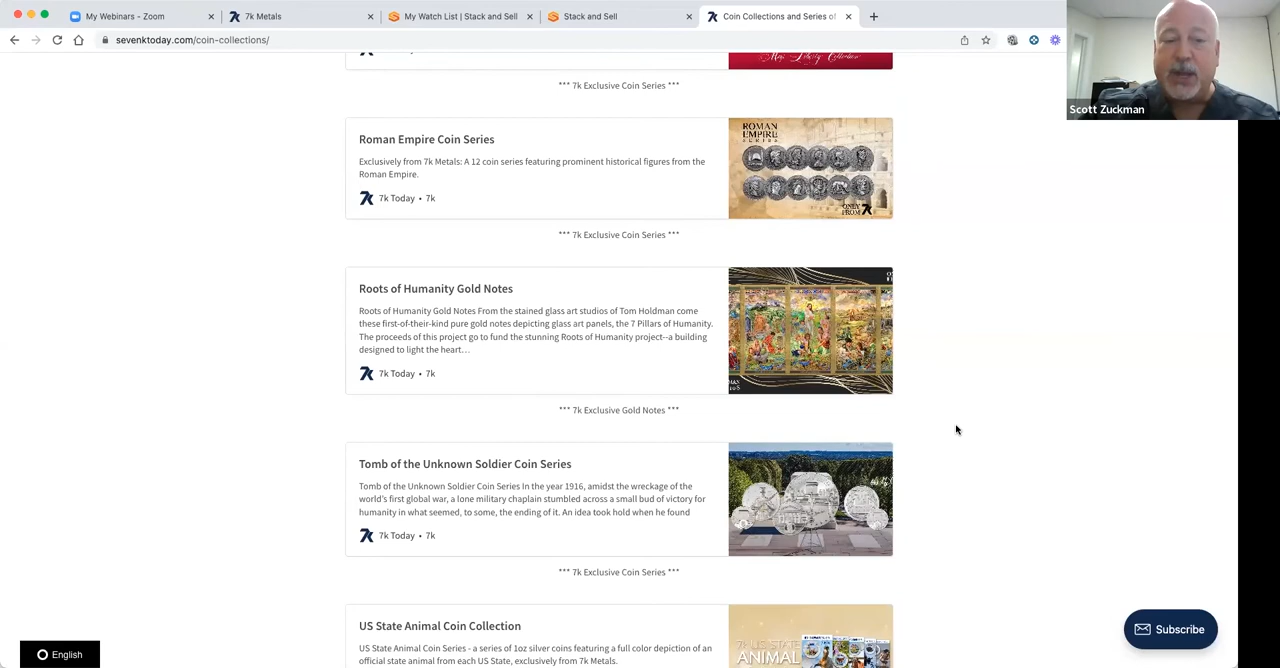 My Webinars - Zoom
7k Metals
My Watch List | Stack and Sell
Stack and Sell
Coin Collections and Series of
sevenktoday.com/coin-collections/
Scott Zuckman
*** 7k Exclusive Coin Series ***
Roman Empire Coin Series
Exclusively from 7k Metals: A 12 coin series featuring prominent historical figures from the
Roman Empire.
7k Today • 7k
ROMAN
EMPIRE
SERIES
ONLY
FROM 7k
*** 7k Exclusive Coin Series ***
Roots of Humanity Gold Notes
Roots of Humanity Gold Notes From the stained glass art studios of Tom Holdman come
these first-of-their-kind pure gold notes depicting glass art panels, the 7 Pillars of Humanity.
The proceeds of this project go to fund the stunning Roots of Humanity project--a building
designed to light the heart…
7k Today • 7k
*** 7k Exclusive Gold Notes ***
Tomb of the Unknown Soldier Coin Series
Tomb of the Unknown Soldier Coin Series In the year 1916, amidst the wreckage of the
world's first global war, a lone military chaplain stumbled across a small bud of victory for
humanity in what seemed, to some, the ending of it. An idea took hold when he found
7k Today • 7k
*** 7k Exclusive Coin Series ***
US State Animal Coin Collection
US State Animal Coin Series - a series of 1oz silver coins featuring a full color depiction of an
official state animal from each US State, exclusively from 7k Metals.
7K US STATE
ANIMAL
Subscribe
English